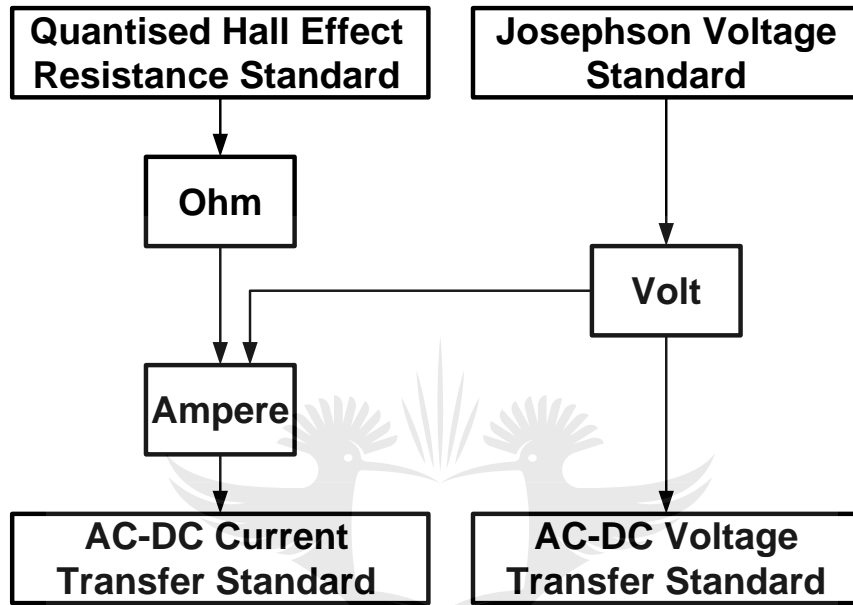 Quantised Hall Effect
Resistance Standard
Josephson Voltage
Standard
Ohm
Volt
Ampere
AC-DC Current
Transfer Standard
AC-DC Voltage
Transfer Standard